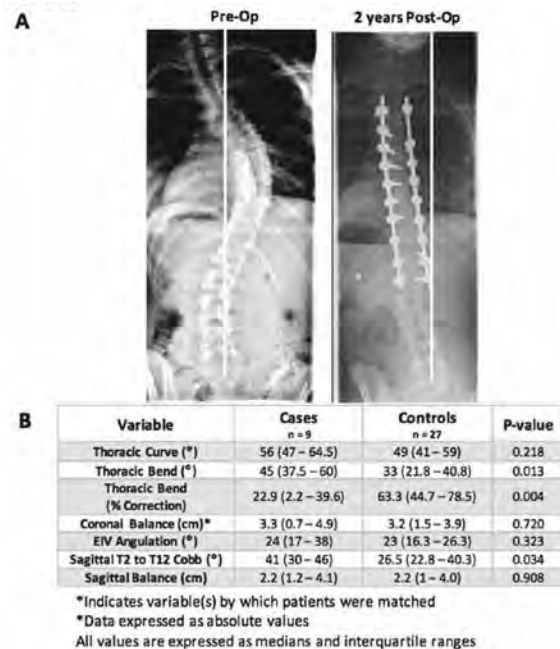 A
Pre-Op
2 years Post-Op
B
Variable Cases n = 9 Controls n = 27 P-value
Thoracic Curve (°) 56 (47 – 64.5) 49 (41 – 59) 0.218
Thoracic Bend (°) 45 (37.5 – 60) 33 (21.8 – 40.8) 0.013
Thoracic Bend (% Correction) 22.9 (2.2 – 39.6) 63.3 (44.7 – 78.5) 0.004
Coronal Balance (cm)* 3.3 (0.7 – 4.9) 3.2 (1.5 – 3.9) 0.720
EIV Angulation (°) 24 (17 – 38) 23 (16.3 – 26.3) 0.323
Sagittal T2 to T12 Cobb (°) 41 (30 – 46) 26.5 (22.8 – 40.3) 0.034
Sagittal Balance (cm) 2.2 (1.2 – 4.1) 2.2 (1 – 4.0) 0.908
*Indicates variable(s) by which patients were matched
*Data expressed as absolute values
All values are expressed as medians and interquartile ranges